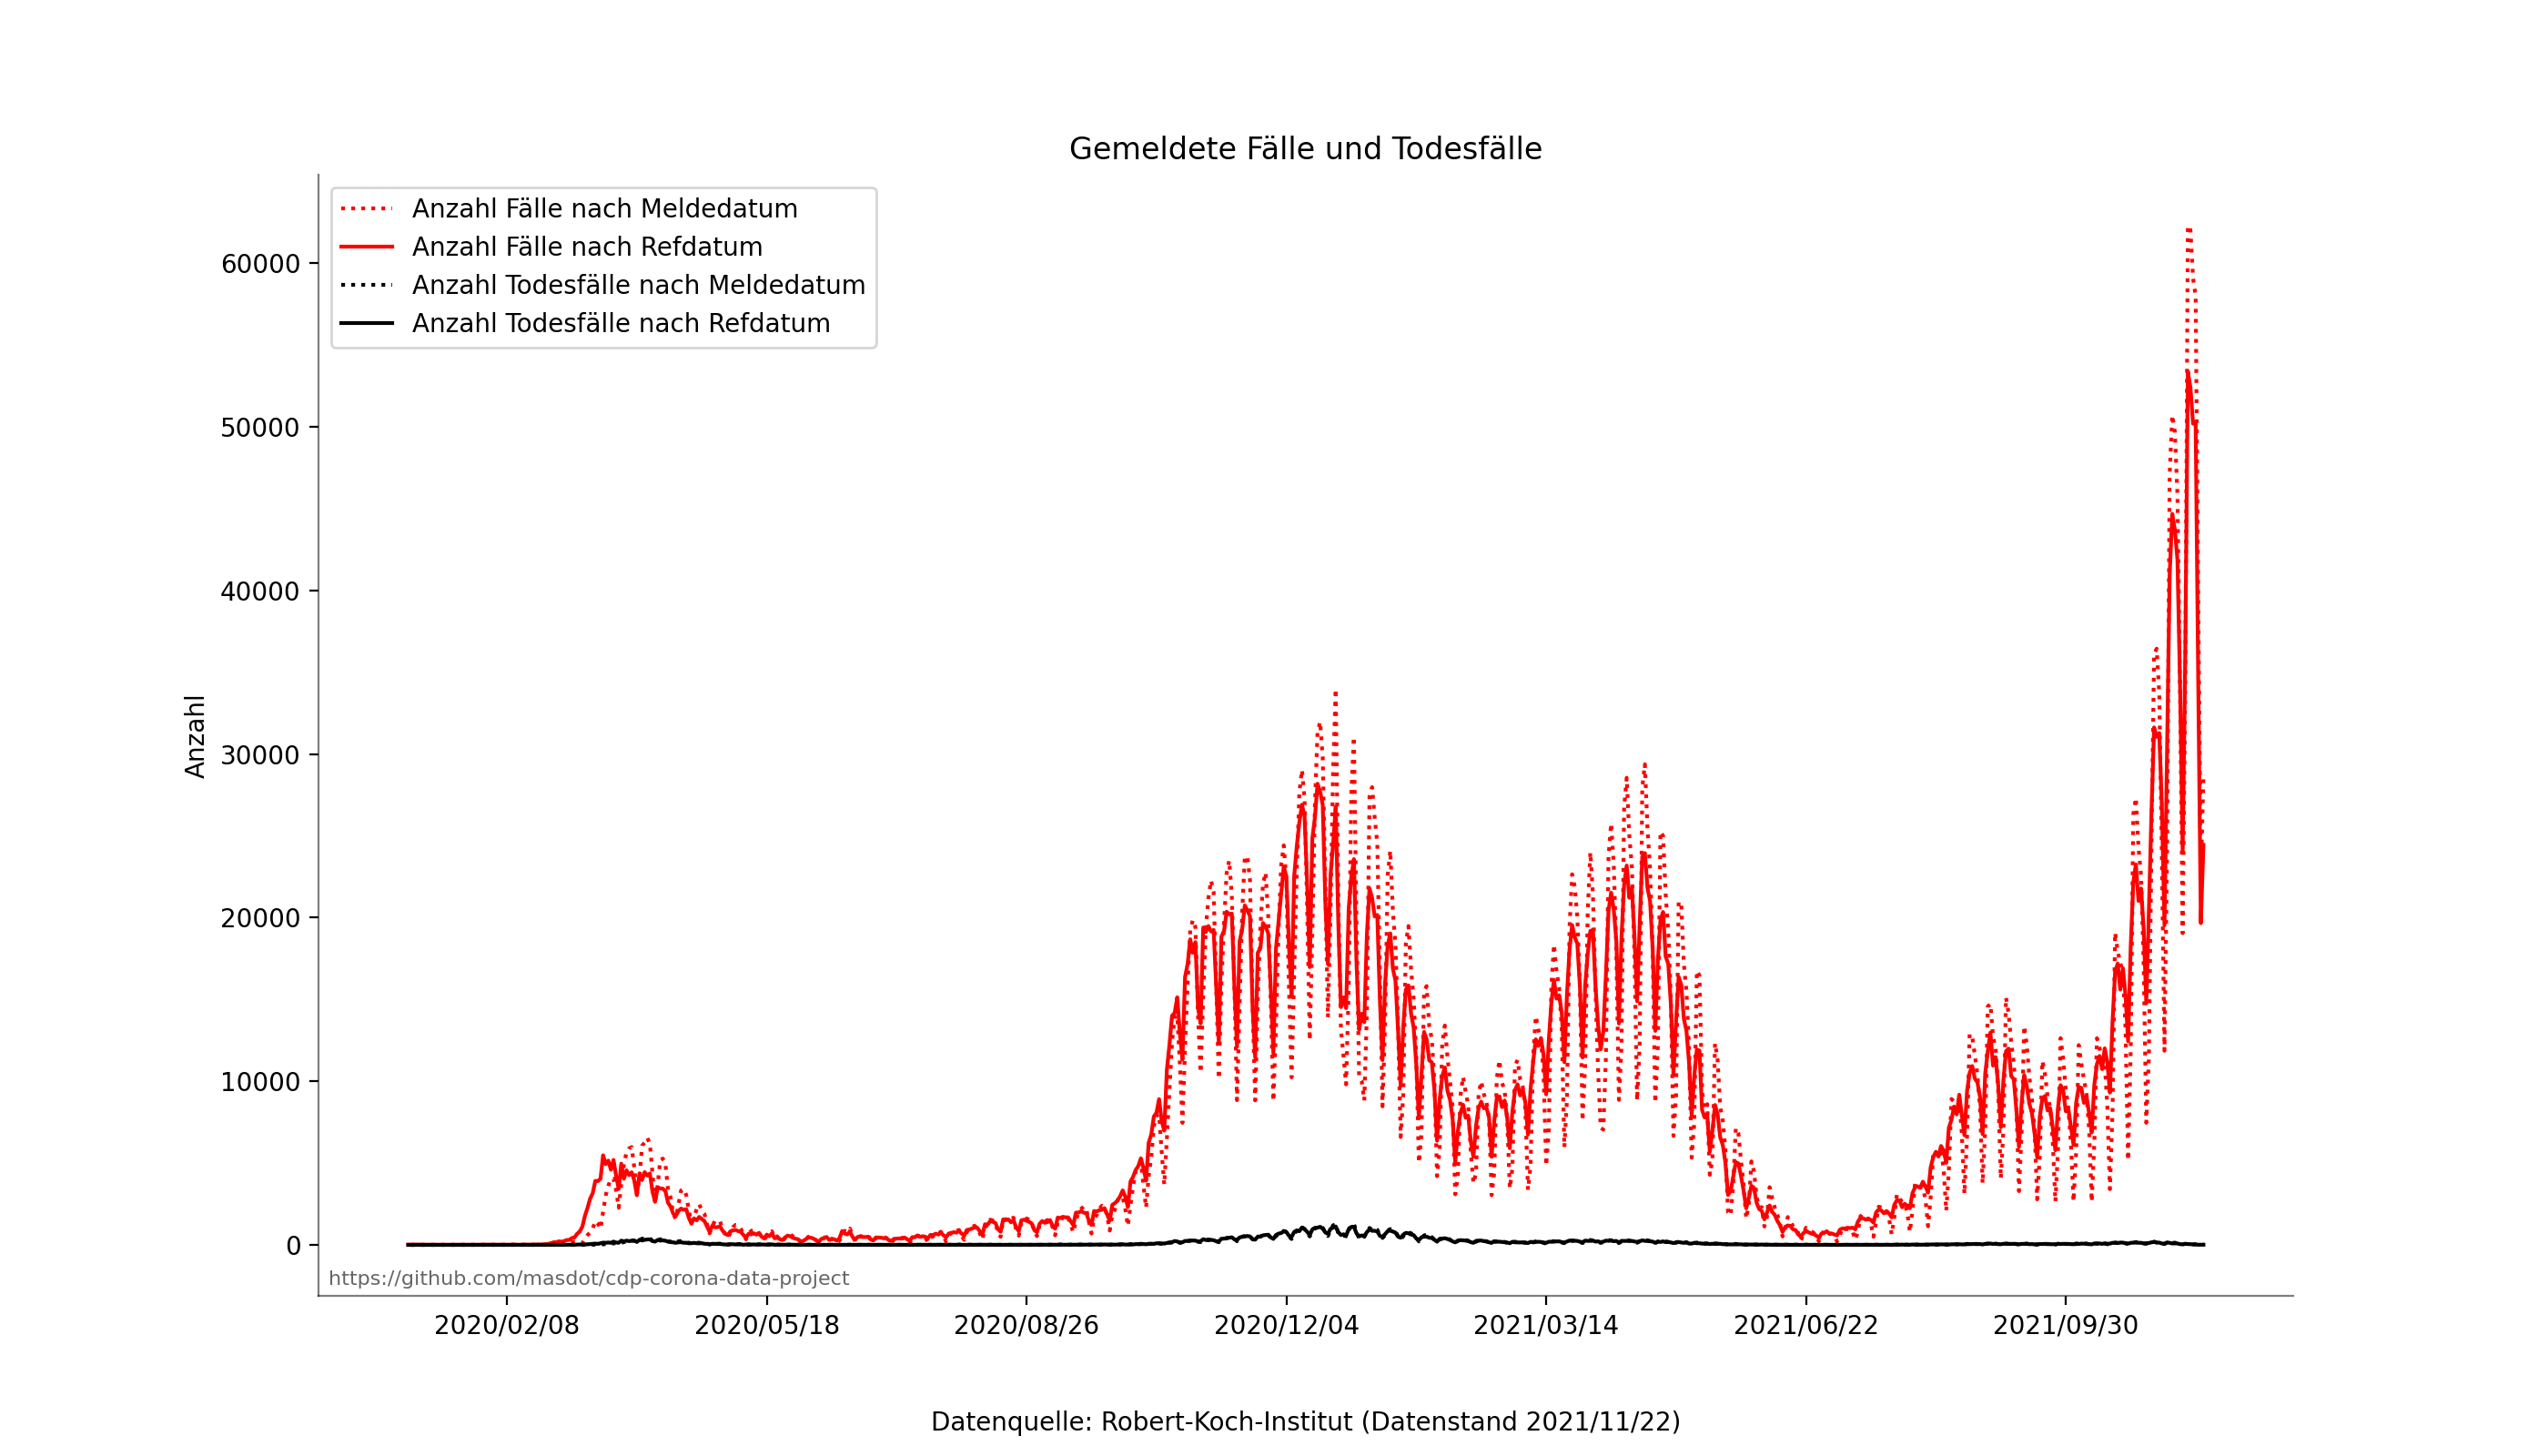 Gemeldete Fälle und Todesfälle
Anzahl Fälle nach Meldedatum
Anzahl Fälle nach Refdatum
Anzahl Todesfälle nach Meldedatum
Anzahl Todesfälle nach Refdatum
60000
50000
40000
30000
20000
10000
0
Anzahl
https://github.com/masdot/cdp-corona-data-project
2020/02/08 2020/05/18 2020/08/26 2020/12/04 2021/03/14 2021/06/22 2021/09/30
Datenquelle: Robert-Koch-Institut (Datenstand 2021/11/22)